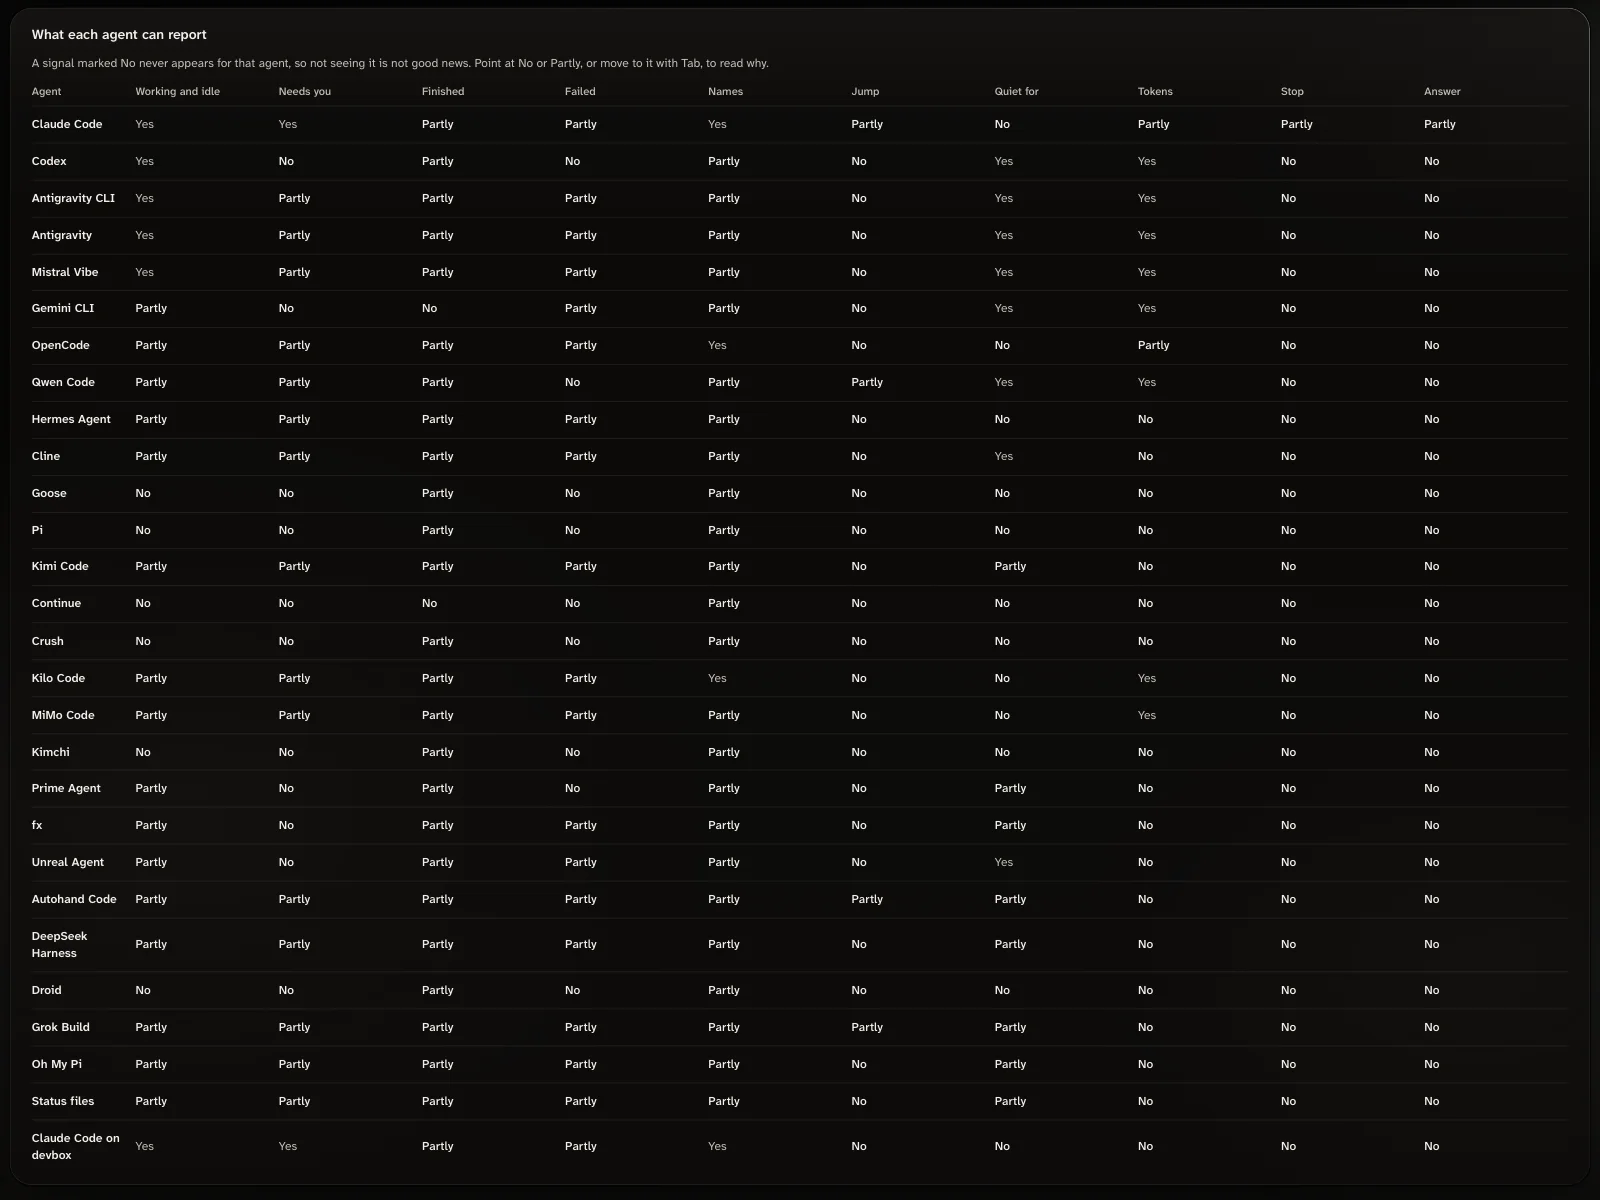 What each agent can report
A signal marked No never appears for that agent, so not seeing it is not good news. Point at No or Partly, or move to it with Tab, to read why.
Agent Working and idle Needs you Finished Failed Names Jump Quiet for Tokens Stop Answer
Claude Code Yes Yes Partly Partly Yes Partly No Partly Partly Partly
Codex Yes No Partly No Partly No Yes Yes No No
Antigravity CLI Yes Partly Partly Partly Partly No Yes Yes No No
Antigravity Yes Partly Partly Partly Partly No Yes Yes No No
Mistral Vibe Yes Partly Partly Partly Partly No Yes Yes No No
Gemini CLI Partly No No Partly Partly No Yes Yes No No
OpenCode Partly Partly Partly Partly Yes No No Partly No No
Qwen Code Partly Partly Partly No Partly Partly Yes Yes No No
Hermes Agent Partly Partly Partly Partly Partly No No No No No
Cline Partly Partly Partly Partly Partly No Yes No No No
Goose No No Partly No Partly No No No No No
Pi No No Partly No Partly No No No No No
Kimi Code Partly Partly Partly Partly Partly No Partly No No No
Continue No No No No Partly No No No No No
Crush No No Partly No Partly No No No No No
Kilo Code Partly Partly Partly Partly Yes No No Yes No No
MiMo Code Partly Partly Partly Partly Partly No No Yes No No
Kimchi No No Partly No Partly No No No No No
Prime Agent Partly No Partly No Partly No Partly No No No
fx Partly No Partly Partly Partly No Partly No No No
Unreal Agent Partly No Partly Partly Partly No Yes No No No
Autohand Code Partly Partly Partly Partly Partly Partly Partly No No No
DeepSeek
Harness Partly Partly Partly Partly Partly No Partly No No No
Droid No No Partly No Partly No No No No No
Grok Build Partly Partly Partly Partly Partly Partly Partly No No No
Oh My Pi Partly Partly Partly Partly Partly No Partly No No No
Status files Partly Partly Partly Partly Partly No Partly No No No
Claude Code on
devbox Yes Yes Partly Partly Yes No No No No No